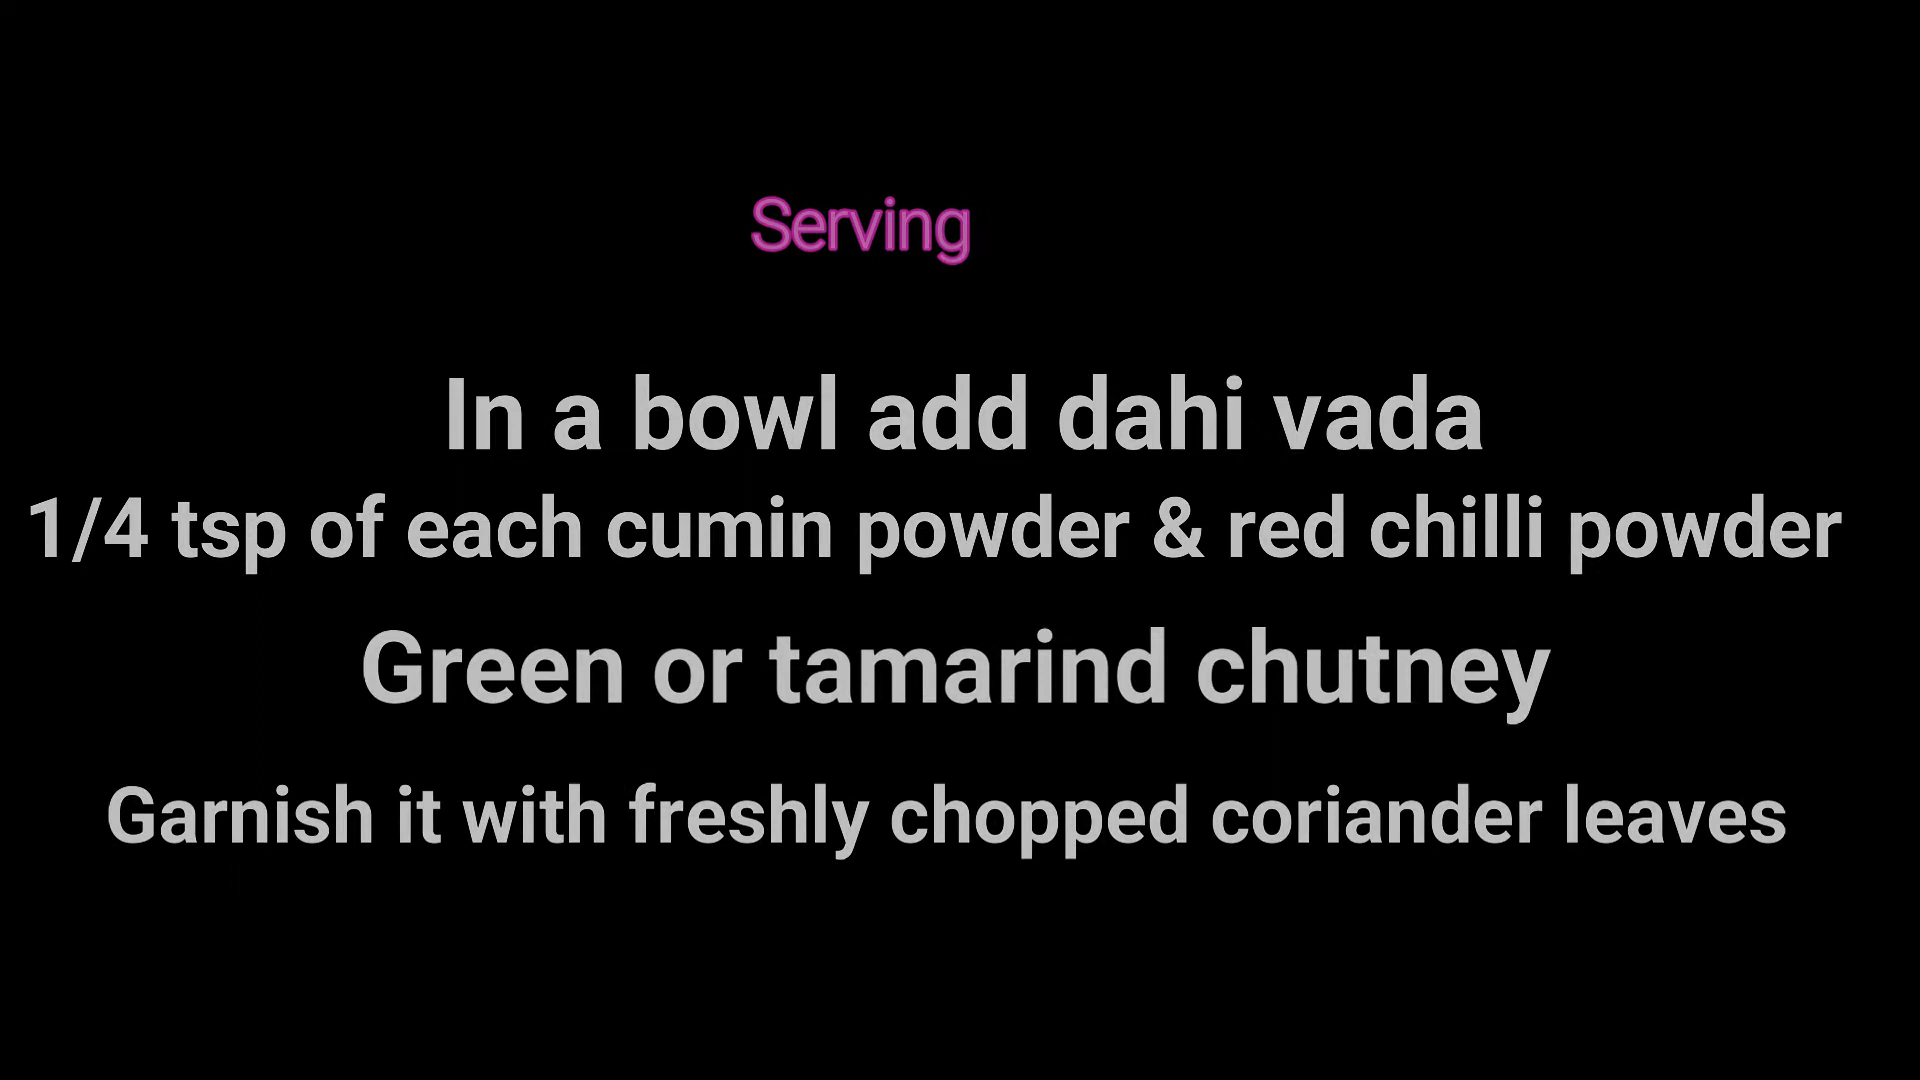 Serving
In a bowl add dahi vada
1/4 tsp of each cumin powder & red chilli powder
Green or tamarind chutney
Garnish it with freshly chopped coriander leaves